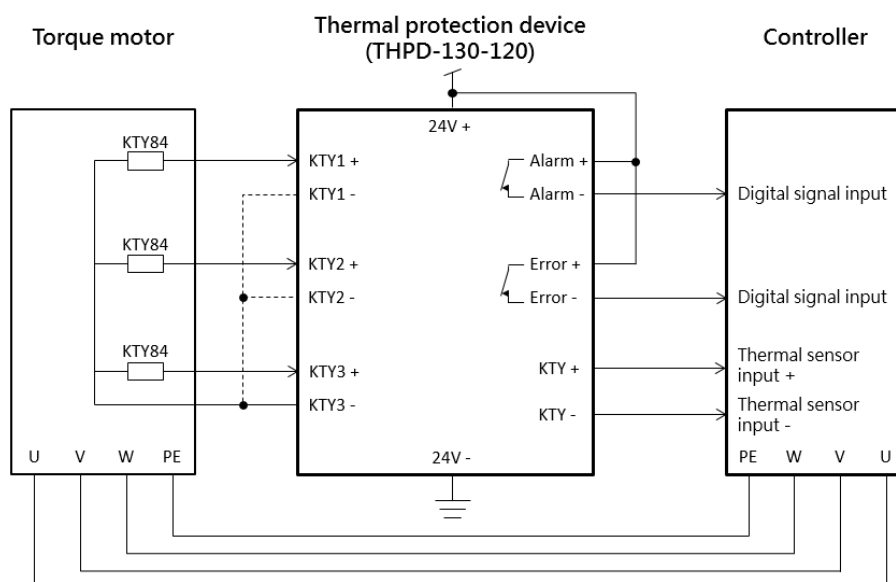 Torque motor
Thermal protection device
(THPD-130-120)
Controller
24V +
KTY84
KTY1 +
Alarm +
KTY1 -
Alarm -
Digital signal input
KTY84
KTY2 +
Error +
KTY2 -
Error -
Digital signal input
KTY84
KTY3 +
KTY +
Thermal sensor
input +
KTY3 -
KTY -
Thermal sensor
input -
U V W PE
24V -
PE W V U